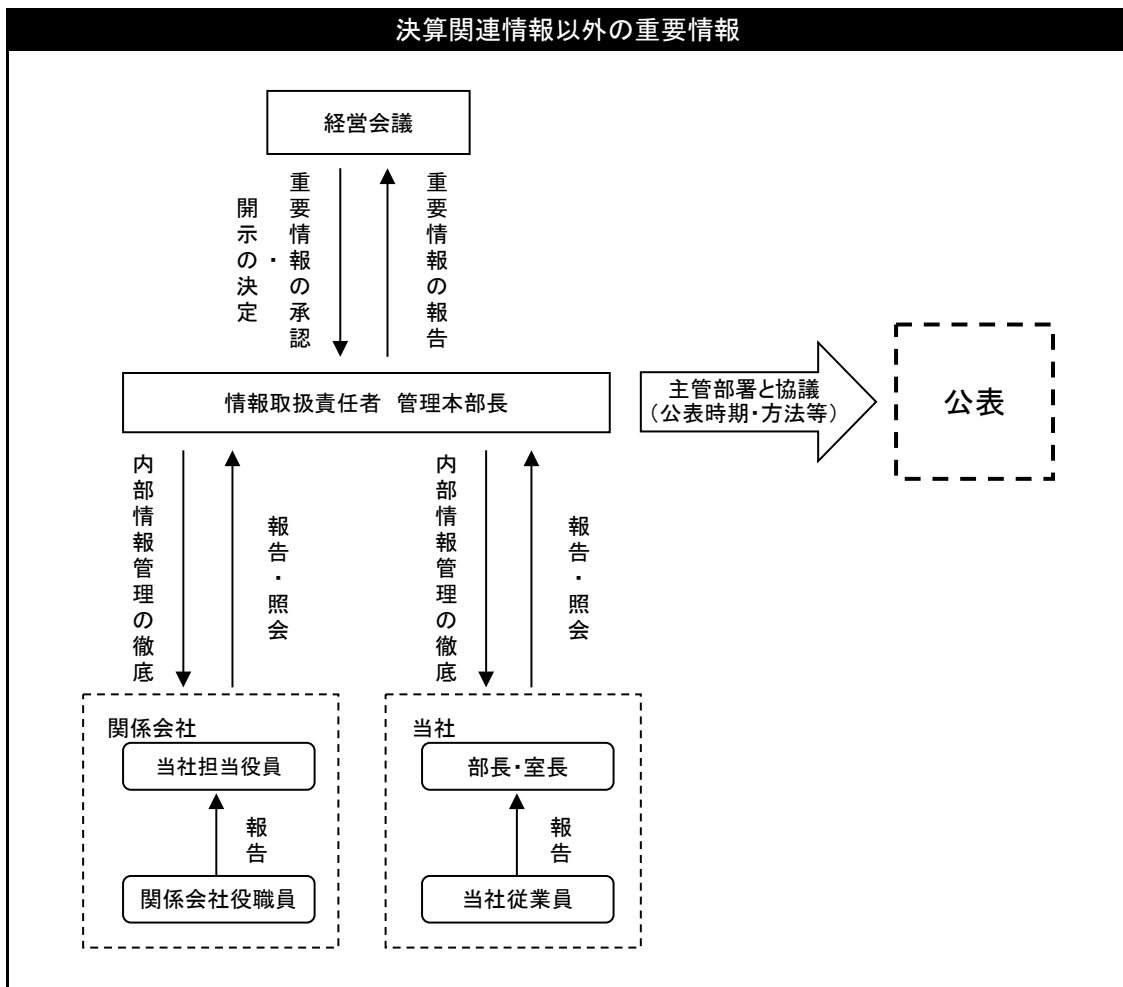 決算関連情報以外の重要情報
経営会議
重要情報の承認・
開示の決定
重要情報の報告
情報取扱責任者 管理本部長
主管部署と協議
(公表時期・方法等)
公表
内部情報管理の徹底
報告・照会
内部情報管理の徹底
報告・照会
関係会社
当社担当役員
報告
関係会社役職員
当社
部長・室長
報告
当社従業員